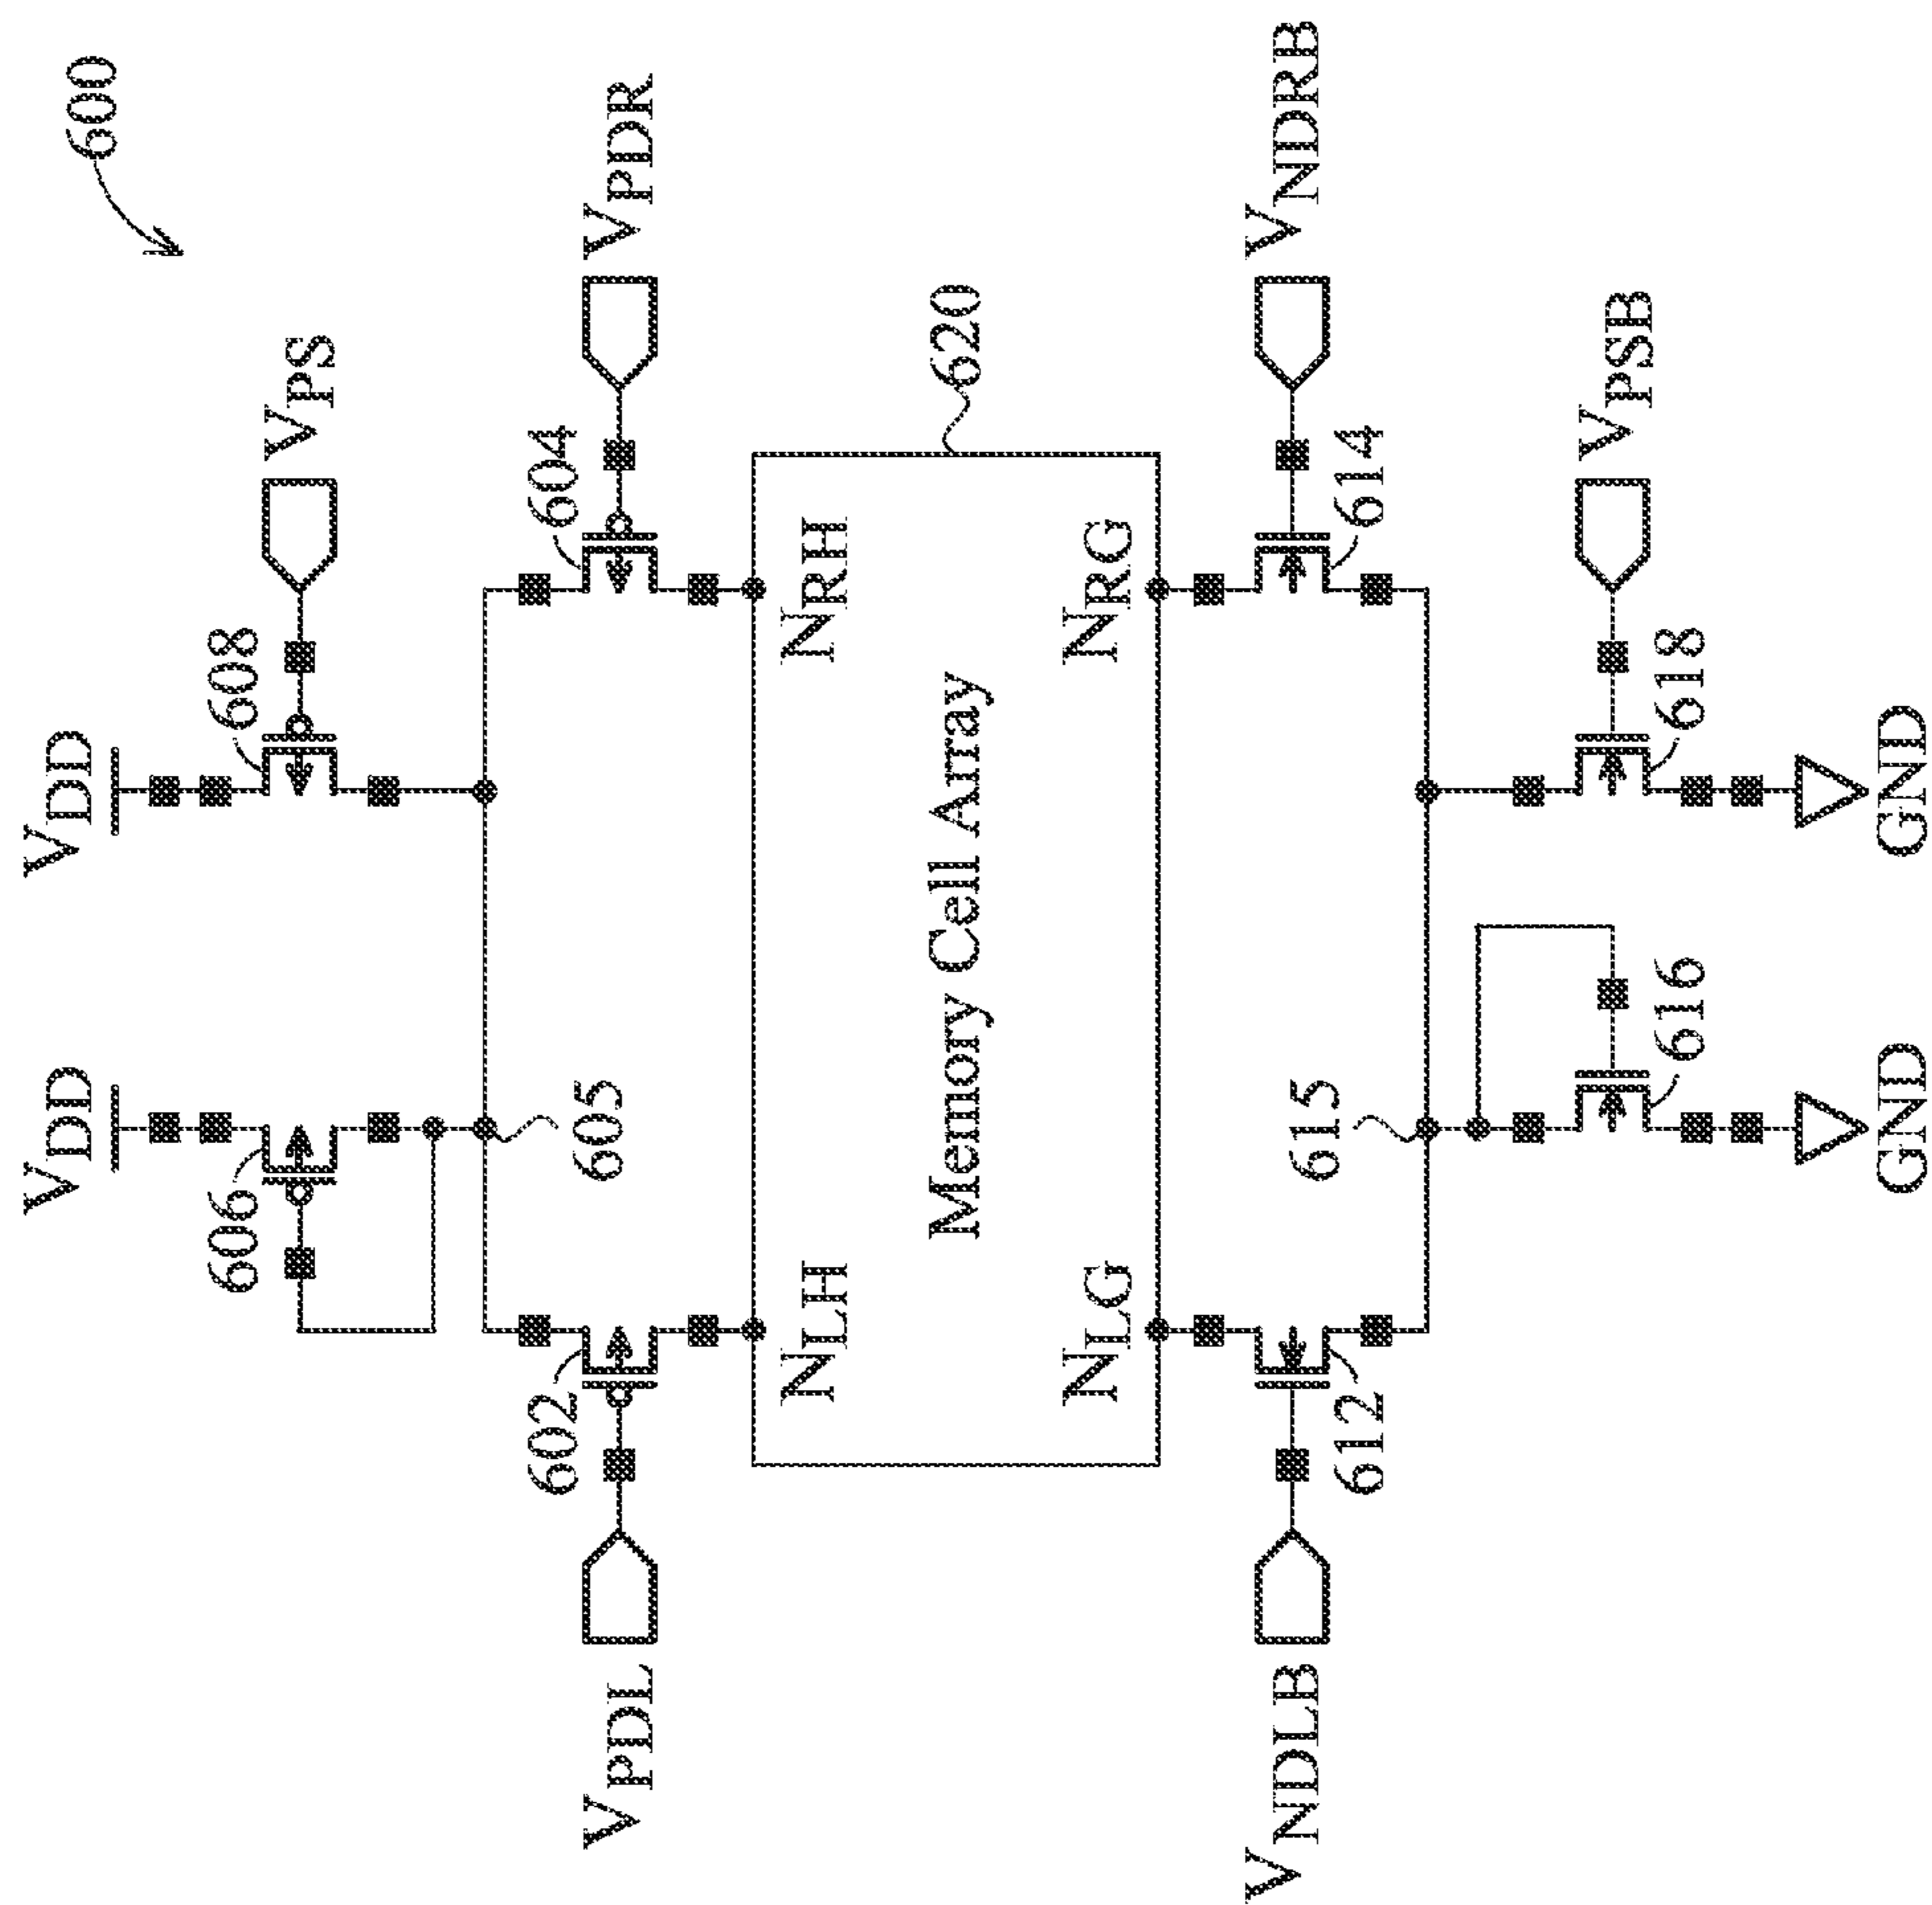 600
VDD
VDD
606
608
VPS
605
602
604
VPDL
VPDR
NLH
NRH
Memory Cell Array
620
NLG
NRG
VNDLB
VNDRB
612
614
615
616
618
VPSB
GND
GND